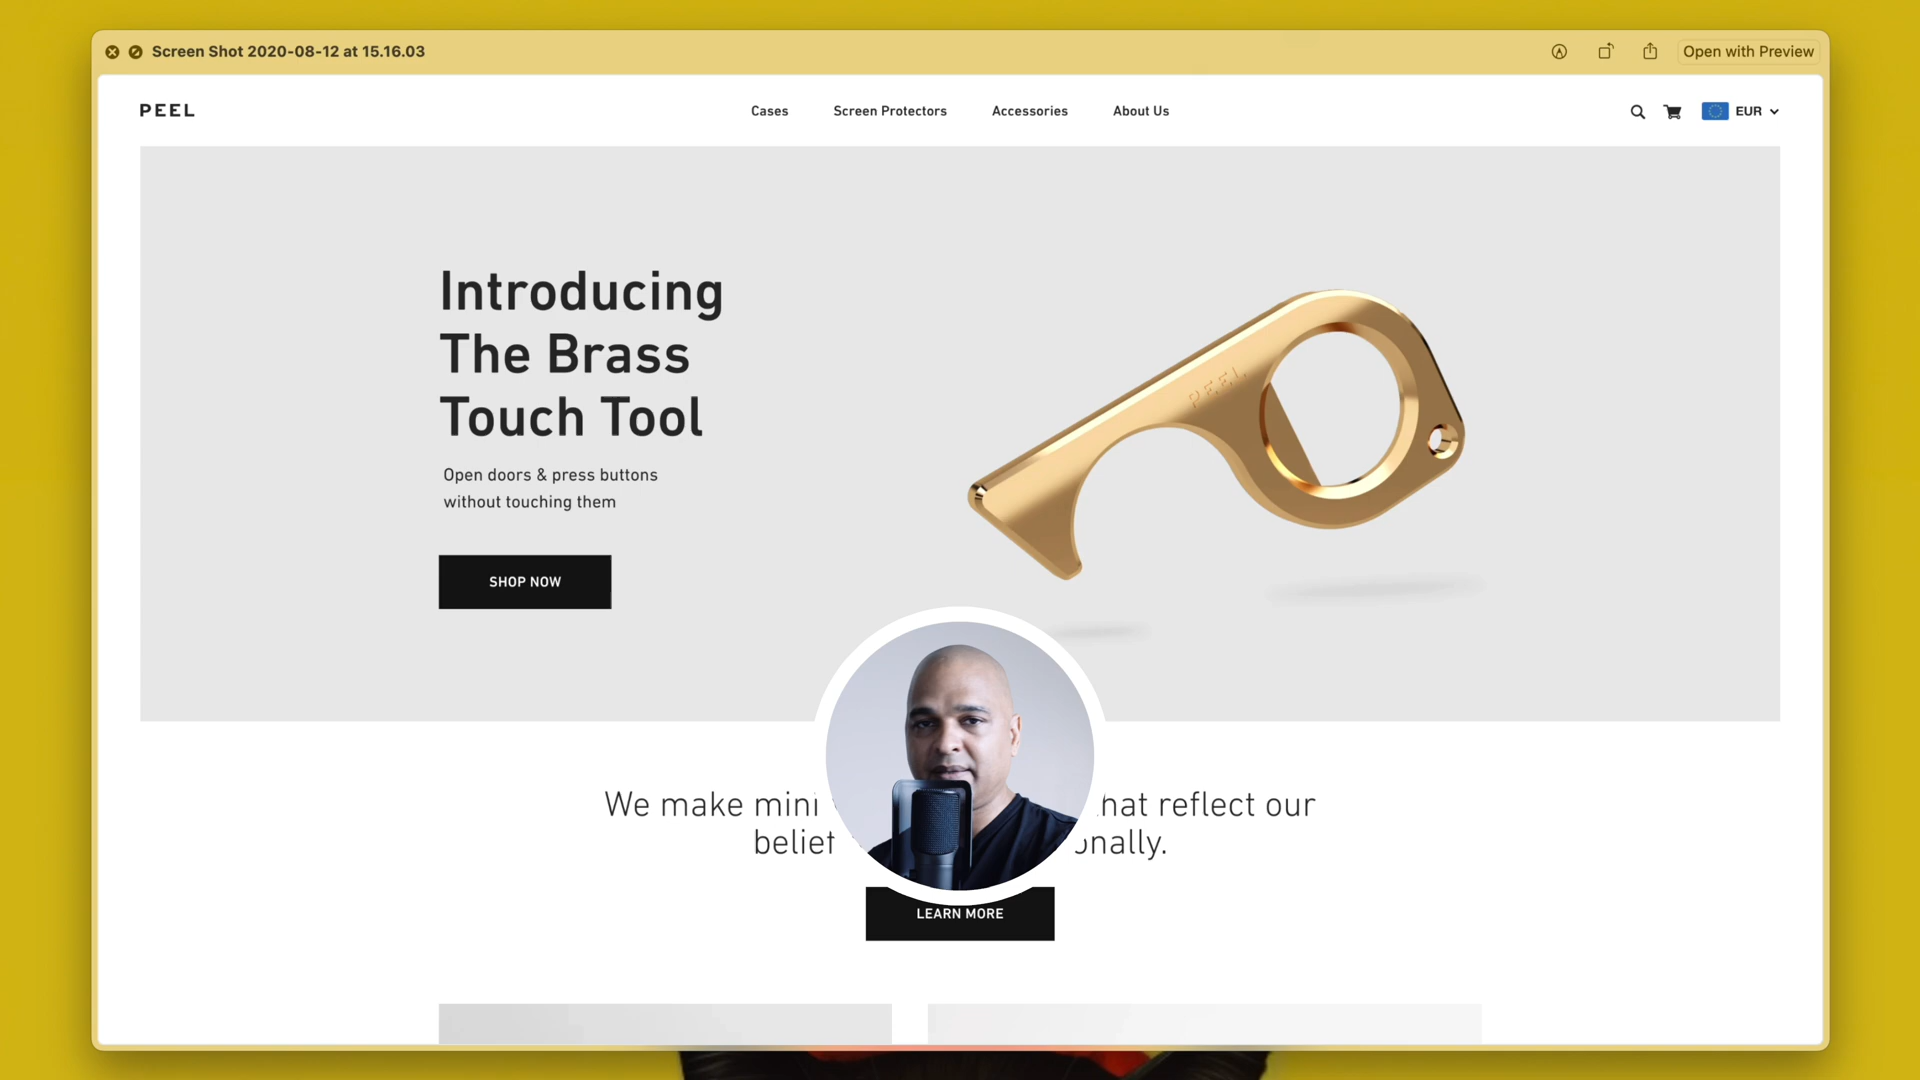 Screen Shot 2020-08-12 at 15.16.03
Open with Preview
PEEL
Cases
Screen Protectors
Accessories
About Us
EUR
Introducing
The Brass
Touch Tool
Open doors & press buttons
without touching them
SHOP NOW
PEEL
We make mini hat reflect our
belief onally.
LEARN MORE